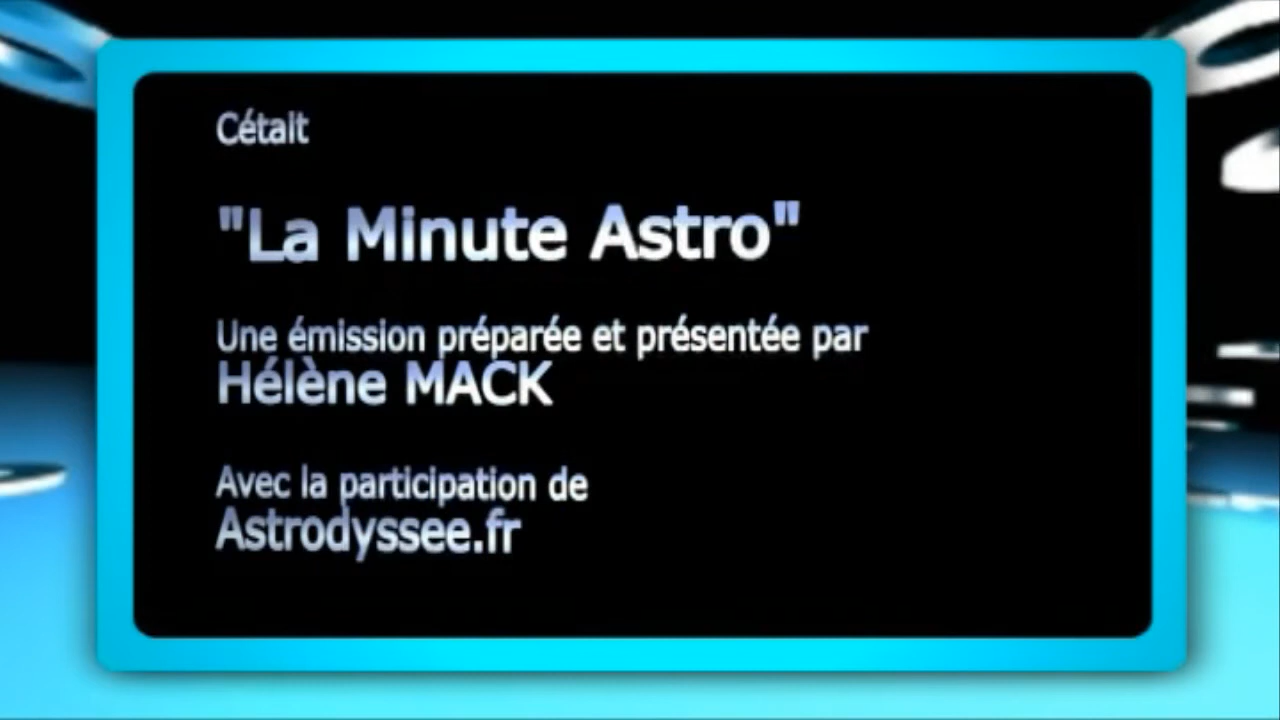 Cétait
"La Minute Astro"
Une émission préparée et présentée par
Hélène MACK
Avec la participation de
Astrodyssee.fr